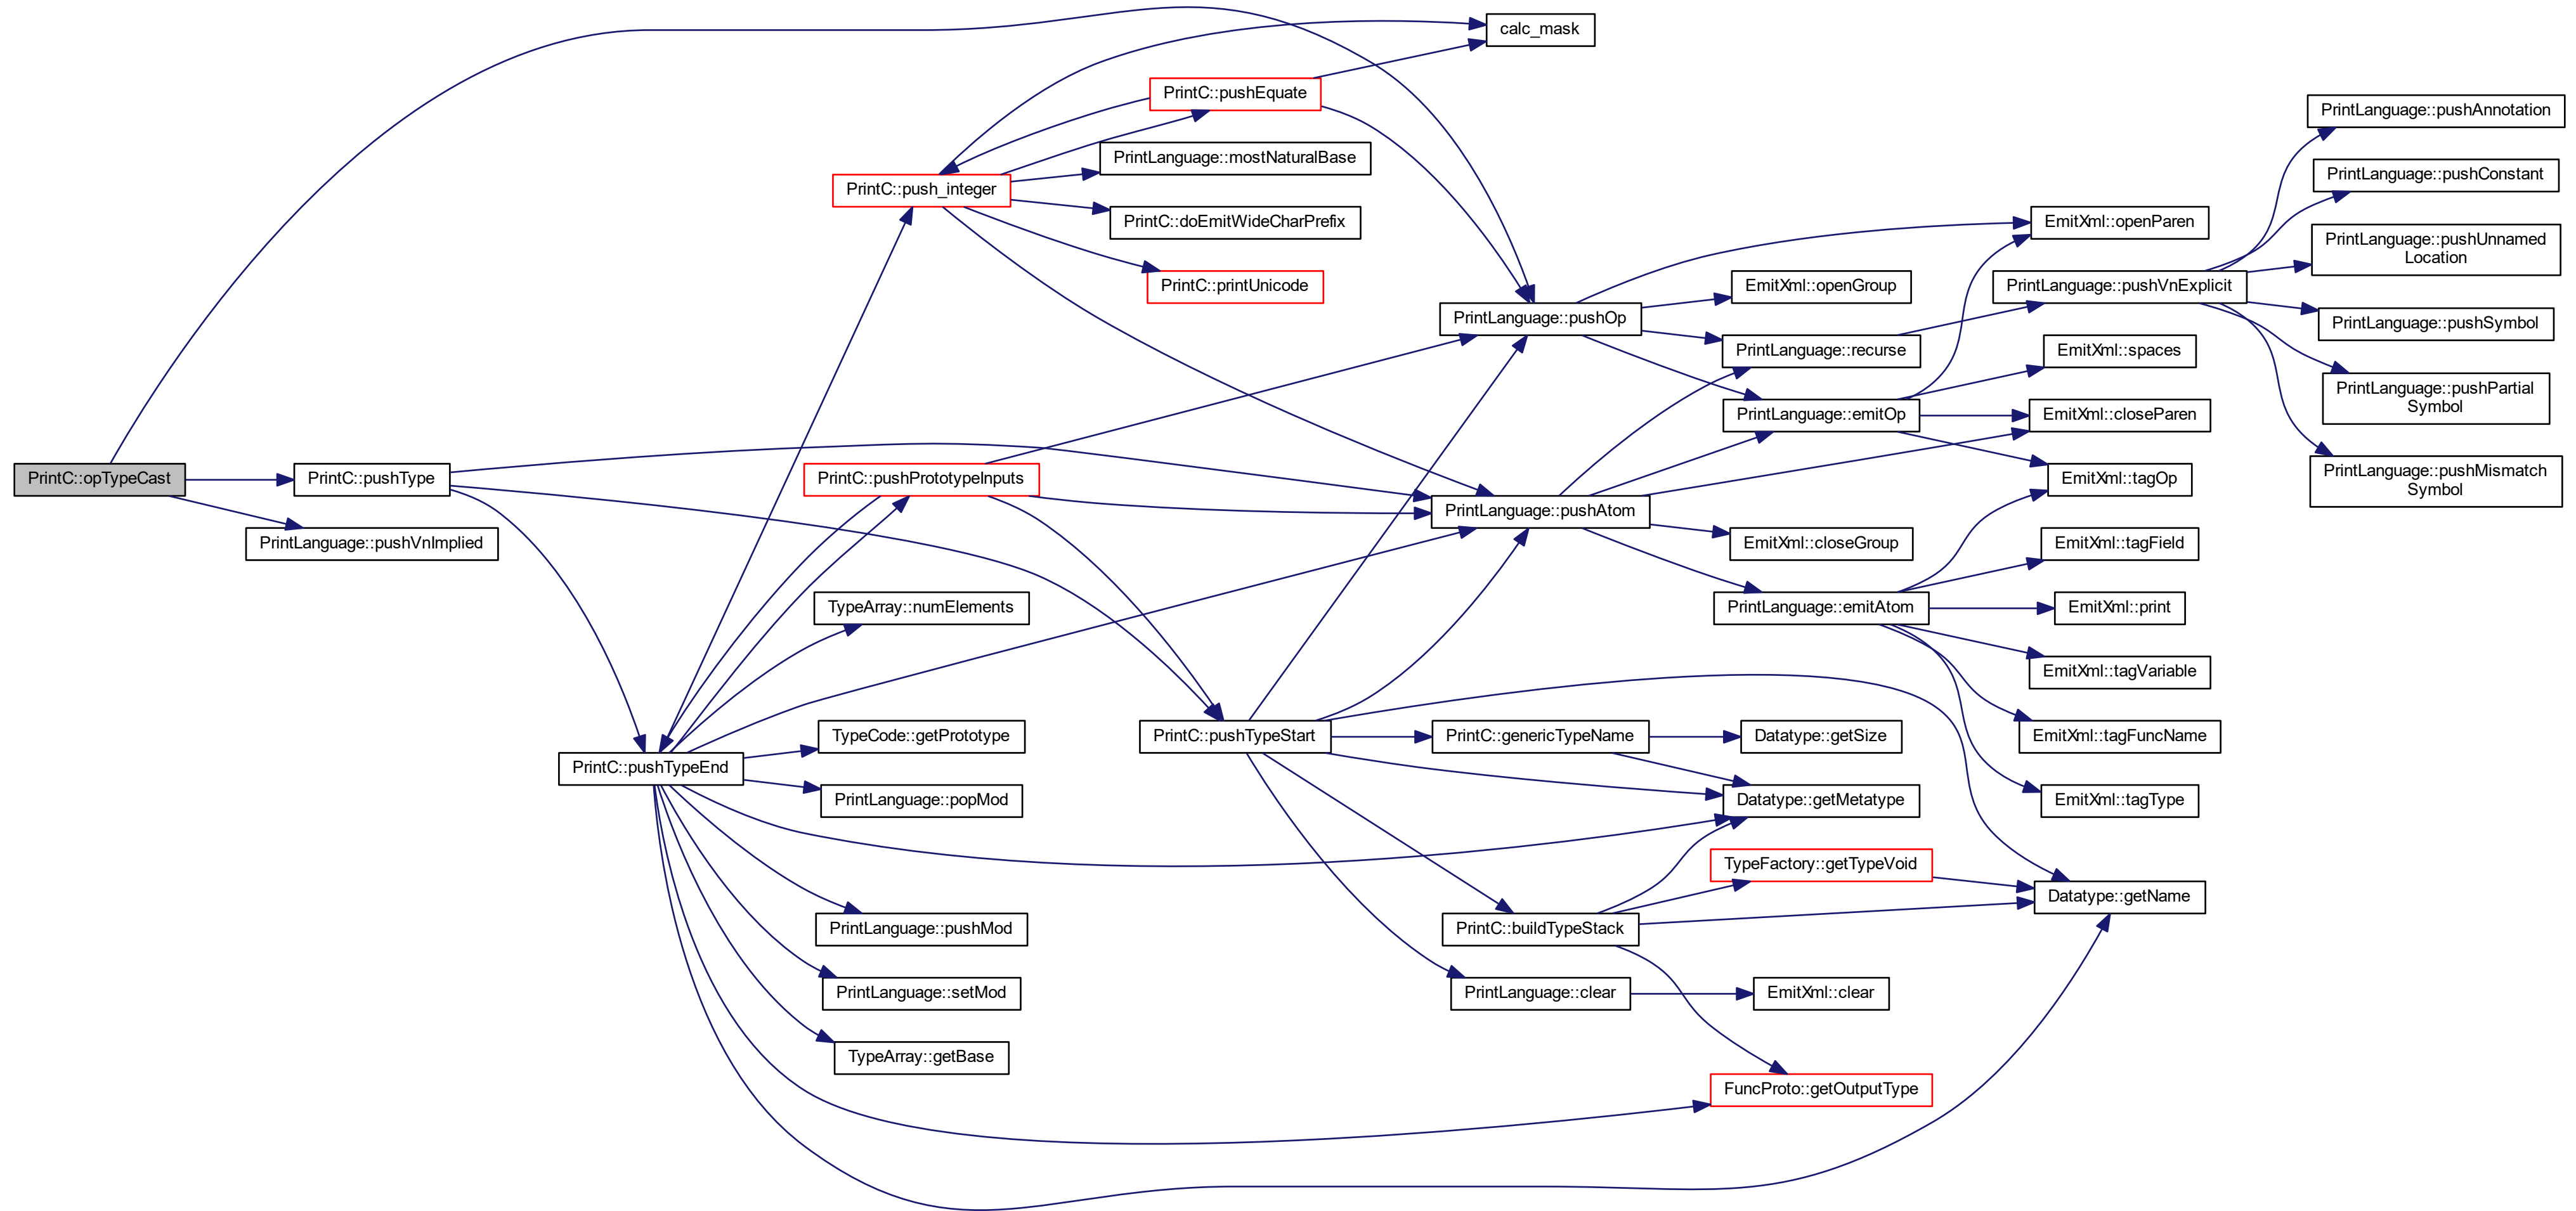 PrintC::opTypeCast
PrintC::pushType
PrintLanguage::pushVnImplied
PrintC::pushTypeEnd
PrintC::push_integer
PrintC::pushPrototypeInputs
TypeArray::numElements
TypeCode::getPrototype
PrintLanguage::popMod
PrintLanguage::pushMod
PrintLanguage::setMod
TypeArray::getBase
PrintC::pushEquate
PrintLanguage::mostNaturalBase
PrintC::doEmitWideCharPrefix
PrintC::printUnicode
PrintC::pushTypeStart
calc_mask
PrintLanguage::pushOp
PrintLanguage::pushAtom
PrintC::genericTypeName
PrintC::buildTypeStack
PrintLanguage::clear
EmitXml::openGroup
PrintLanguage::recurse
PrintLanguage::emitOp
EmitXml::closeGroup
PrintLanguage::emitAtom
Datatype::getSize
Datatype::getMetatype
TypeFactory::getTypeVoid
EmitXml::clear
FuncProto::getOutputType
EmitXml::openParen
PrintLanguage::pushVnExplicit
EmitXml::spaces
EmitXml::closeParen
EmitXml::tagOp
EmitXml::tagField
EmitXml::print
EmitXml::tagVariable
EmitXml::tagFuncName
EmitXml::tagType
Datatype::getName
PrintLanguage::pushAnnotation
PrintLanguage::pushConstant
PrintLanguage::pushUnnamed
Location
PrintLanguage::pushSymbol
PrintLanguage::pushPartial
Symbol
PrintLanguage::pushMismatch
Symbol